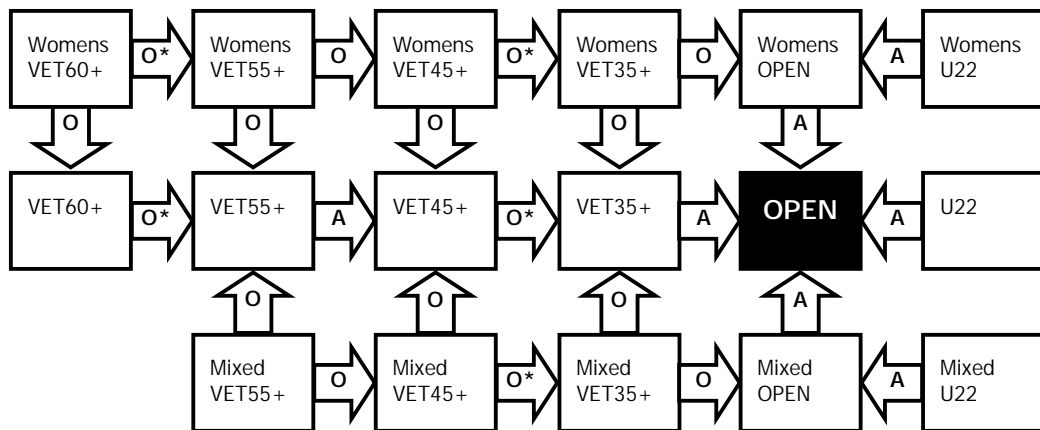 Womens
VET60+
O*
Womens
VET55+
O
Womens
VET45+
O*
Womens
VET35+
O
Womens
OPEN
A
Womens
U22
O
O
O
O
A
VET60+
O*
VET55+
A
VET45+
O*
VET35+
A
OPEN
A
U22
O
O
O
A
Mixed
VET55+
O
Mixed
VET45+
O*
Mixed
VET35+
O
Mixed
OPEN
A
Mixed
U22